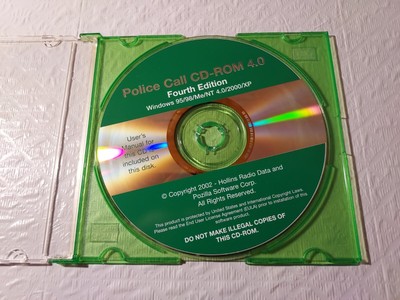 Police Call CD-ROM 4.0
Fourth Edition
Windows 95/98/Me/NT 4.0/2000/XP
User's
Manual for
this CD is
included on
this disk.
© Copyright 2002 - Hollins Radio Data and
Pozilla Software Corp.
All Rights Reserved.
This product is protected by United States and International Copyright Laws.
Please read the End User License Agreement (EULA) prior to installation of this
software product.
DO NOT MAKE ILLEGAL COPIES OF
THIS CD-ROM.